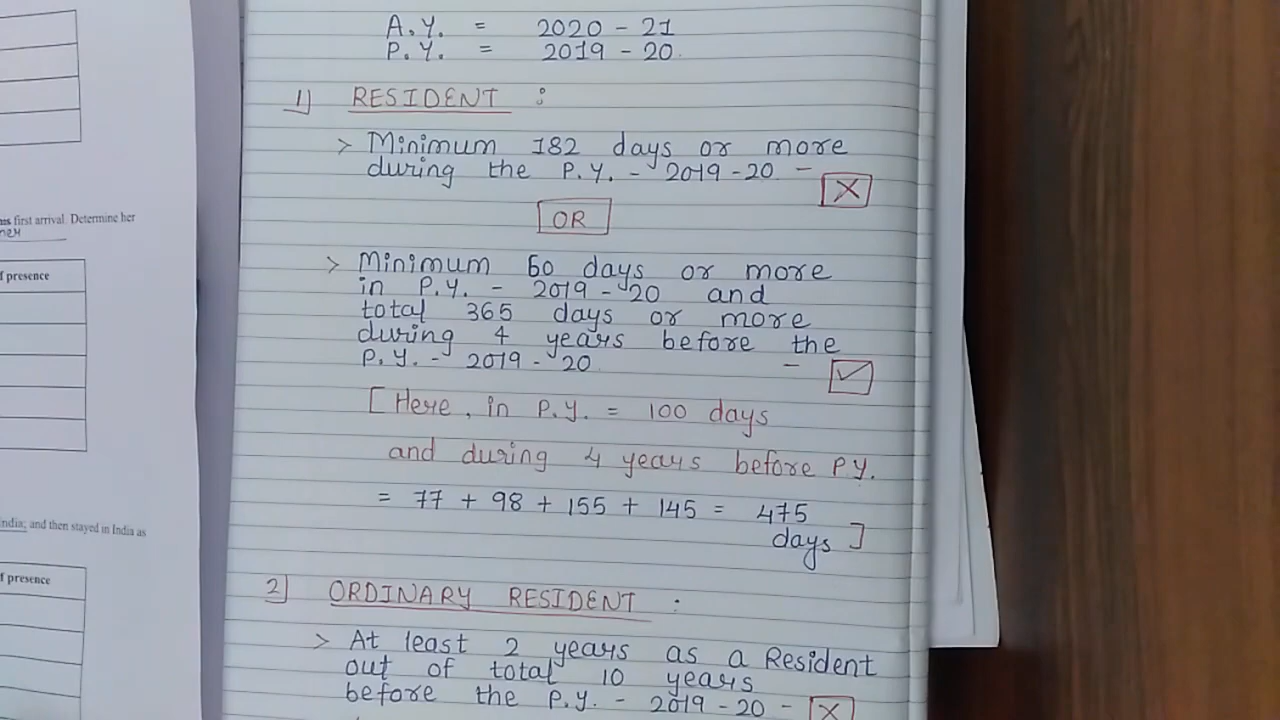 A.Y. = 2020 - 21
P.Y. = 2019 - 20.
1] RESIDENT :
> Minimum 182 days or more
during the P.Y. - 2019-20 -
OR
> Minimum 60 days or more
in P.Y. - 2019 - 20 and
total 365 days or more
during 4 years before the
P.Y. - 2019 - 20 -
[Here, in P.Y. = 100 days
and during 4 years before P.Y.
= 77 + 98 + 155 + 145 = 475
days]
2] ORDINARY RESIDENT :
> At least 2 years as a Resident
out of total 10 years
before the P.Y. - 2019 - 20 -
first arrival. Determine her
presence
India; and then stayed in India as
presence